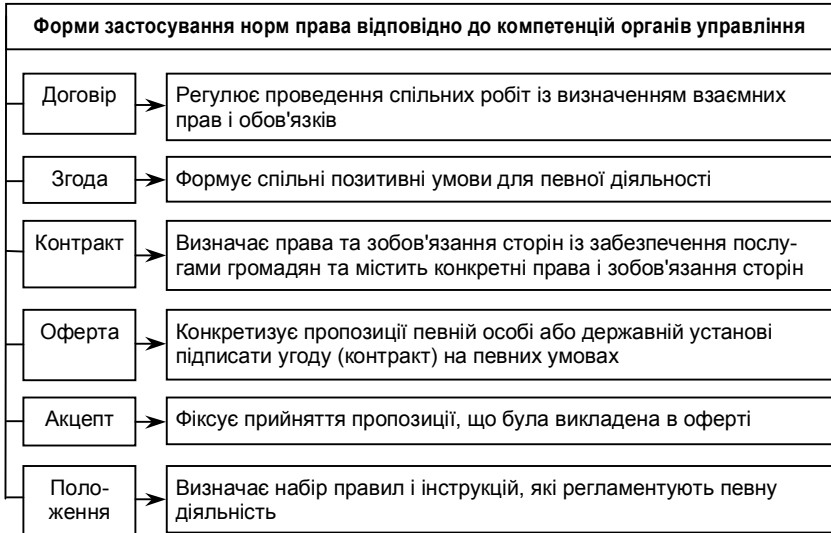 Форми застосування норм права відповідно до компетенцій органів управління
Договір
Регулює проведення спільних робіт із визначенням взаємних
прав і обов'язків
Згода
Формує спільні позитивні умови для певної діяльності
Контракт
Визначає права та зобов'язання сторін із забезпечення послу-
гами громадян та містить конкретні права і зобов'язання сторін
Оферта
Конкретизує пропозиції певній особі або державній установі
підписати угоду (контракт) на певних умовах
Акцепт
Фіксує прийняття пропозиції, що була викладена в оферті
Поло-
ження
Визначає набір правил і інструкцій, які регламентують певну
діяльність